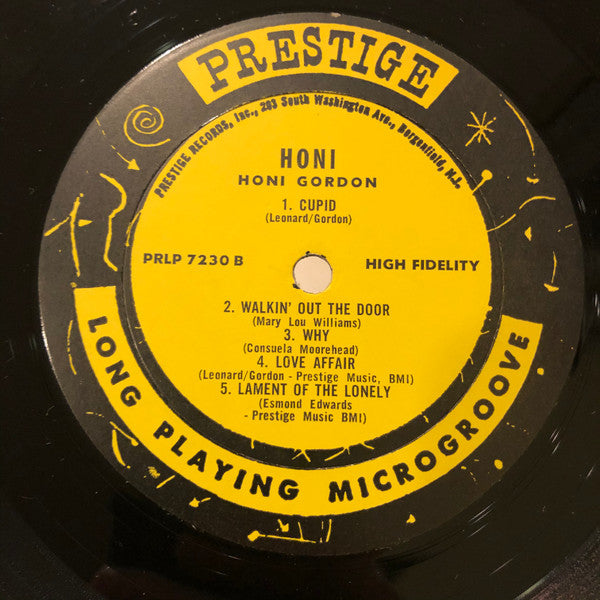 PRESTIGE
PRESTIGE RECORDS, Inc., 203 South Washington Ave., Bergenfield, N.J.
HONI
HONI GORDON
1. CUPID
(Leonard/Gordon)
PRLP 7230 B
HIGH FIDELITY
2. WALKIN' OUT THE DOOR
(Mary Lou Williams)
3. WHY
(Consuela Moorehead)
4. LOVE AFFAIR
(Leonard/Gordon - Prestige Music, BMI)
5. LAMENT OF THE LONELY
(Esmond Edwards
- Prestige Music BMI)
LONG PLAYING MICROGROOVE